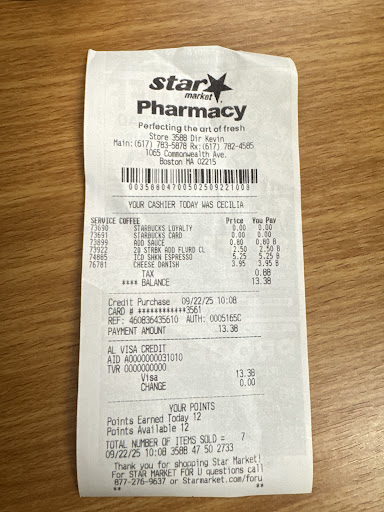 star market
Pharmacy
Perfecting the art of fresh
Store 3588 Dir Kevin
Main:(617) 783-5878 Rx:(617) 782-4585
1065 Commonwealth Ave.
Boston MA 02215
00358804700502509221008
YOUR CASHIER TODAY WAS CECILIA
SERVICE COFFEE Price You Pay
73690 STARBUCKS LOYALTY 0.00 0.00
73691 STARBUCKS CARD 0.00 0.00
73899 ADD SAUCE 0.80 0.80 B
73922 20 STRBK ADD FLVRD CL 2.50 2.50 B
74885 ICD SHKN ESPRESSO 5.25 5.25 B
76781 CHEESE DANISH 3.95 3.95 B
TAX 0.88
**** BALANCE 13.38
Credit Purchase 09/22/25 10:08
CARD # ************3561
REF: 460836435610 AUTH: 0005165C
PAYMENT AMOUNT 13.38
AL VISA CREDIT
AID A0000000031010
TVR 0000000000
Visa 13.38
CHANGE 0.00
YOUR POINTS
Points Earned Today 12
Points Available 12
TOTAL NUMBER OF ITEMS SOLD = 7
09/22/25 10:08 3588 47 50 2733
Thank you for shopping Star Market!
For STAR MARKET FOR U questions call
877-276-9637 or Starmarket.com/foru
** **